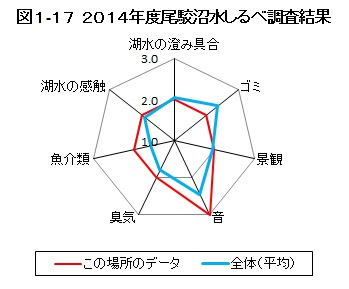 図1-17 2014年度尾駮沼水しるべ調査結果
湖水の澄み具合
3.0
湖水の感触
ゴミ
2.0
魚介類
1.0
景観
臭気
音
この場所のデータ
全体(平均)